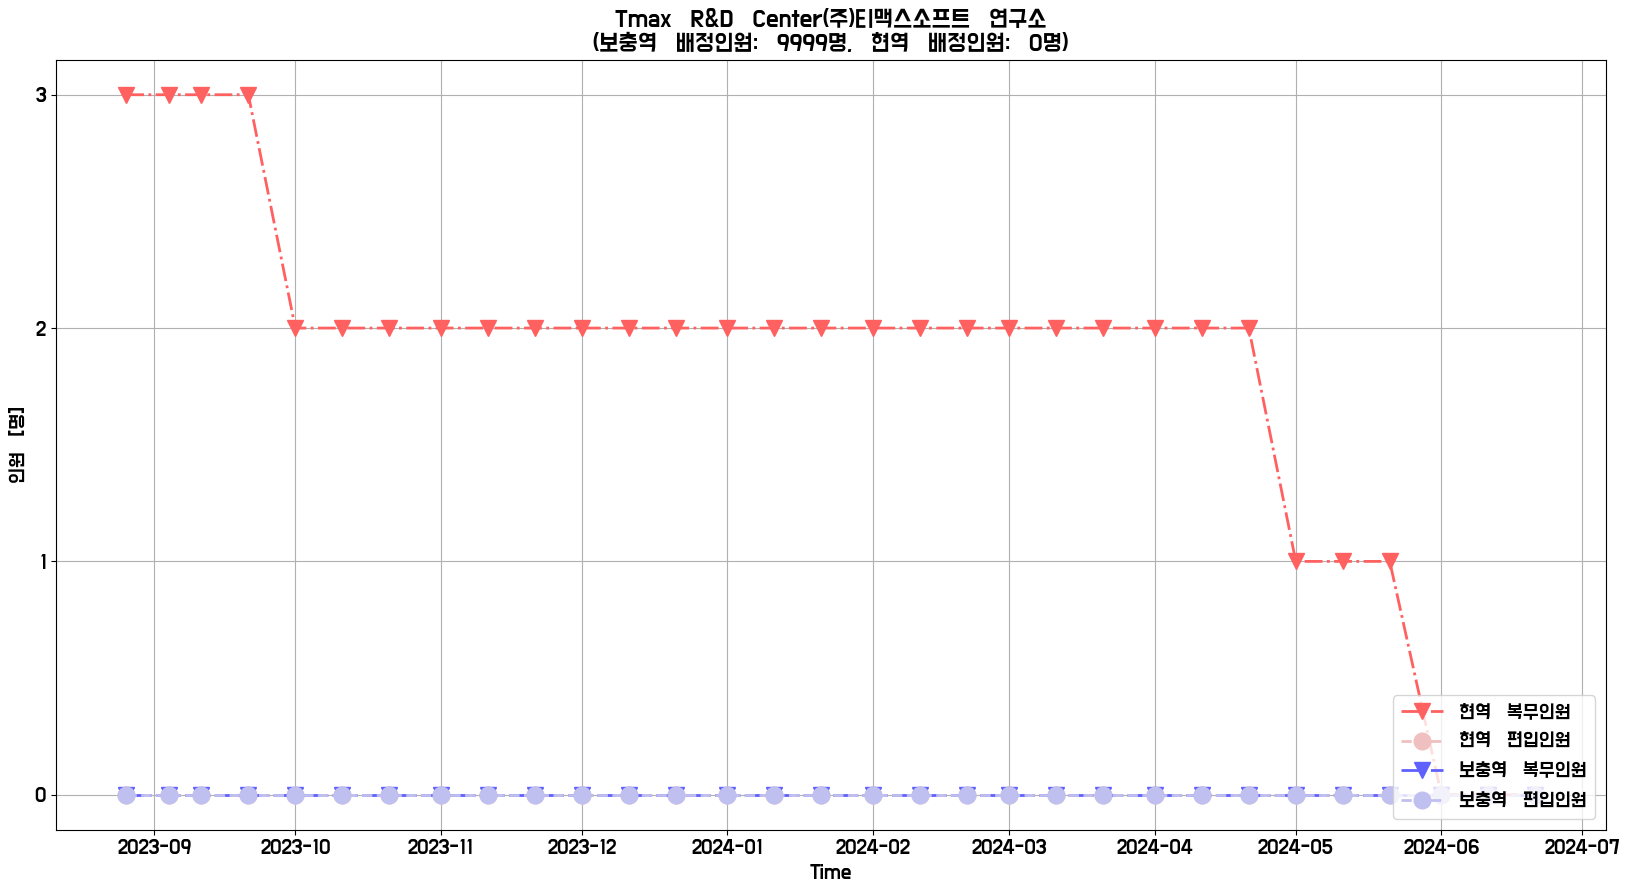 Tmax R&D Center(주)티맥스소프트 연구소
(보충역 배정인원: 9999명, 현역 배정인원: 0명)
3
2
1
0
인원 [명]
현역 복무인원
현역 편입인원
보충역 복무인원
보충역 편입인원
2023-09 2023-10 2023-11 2023-12 2024-01 2024-02 2024-03 2024-04 2024-05 2024-06 2024-07
Time